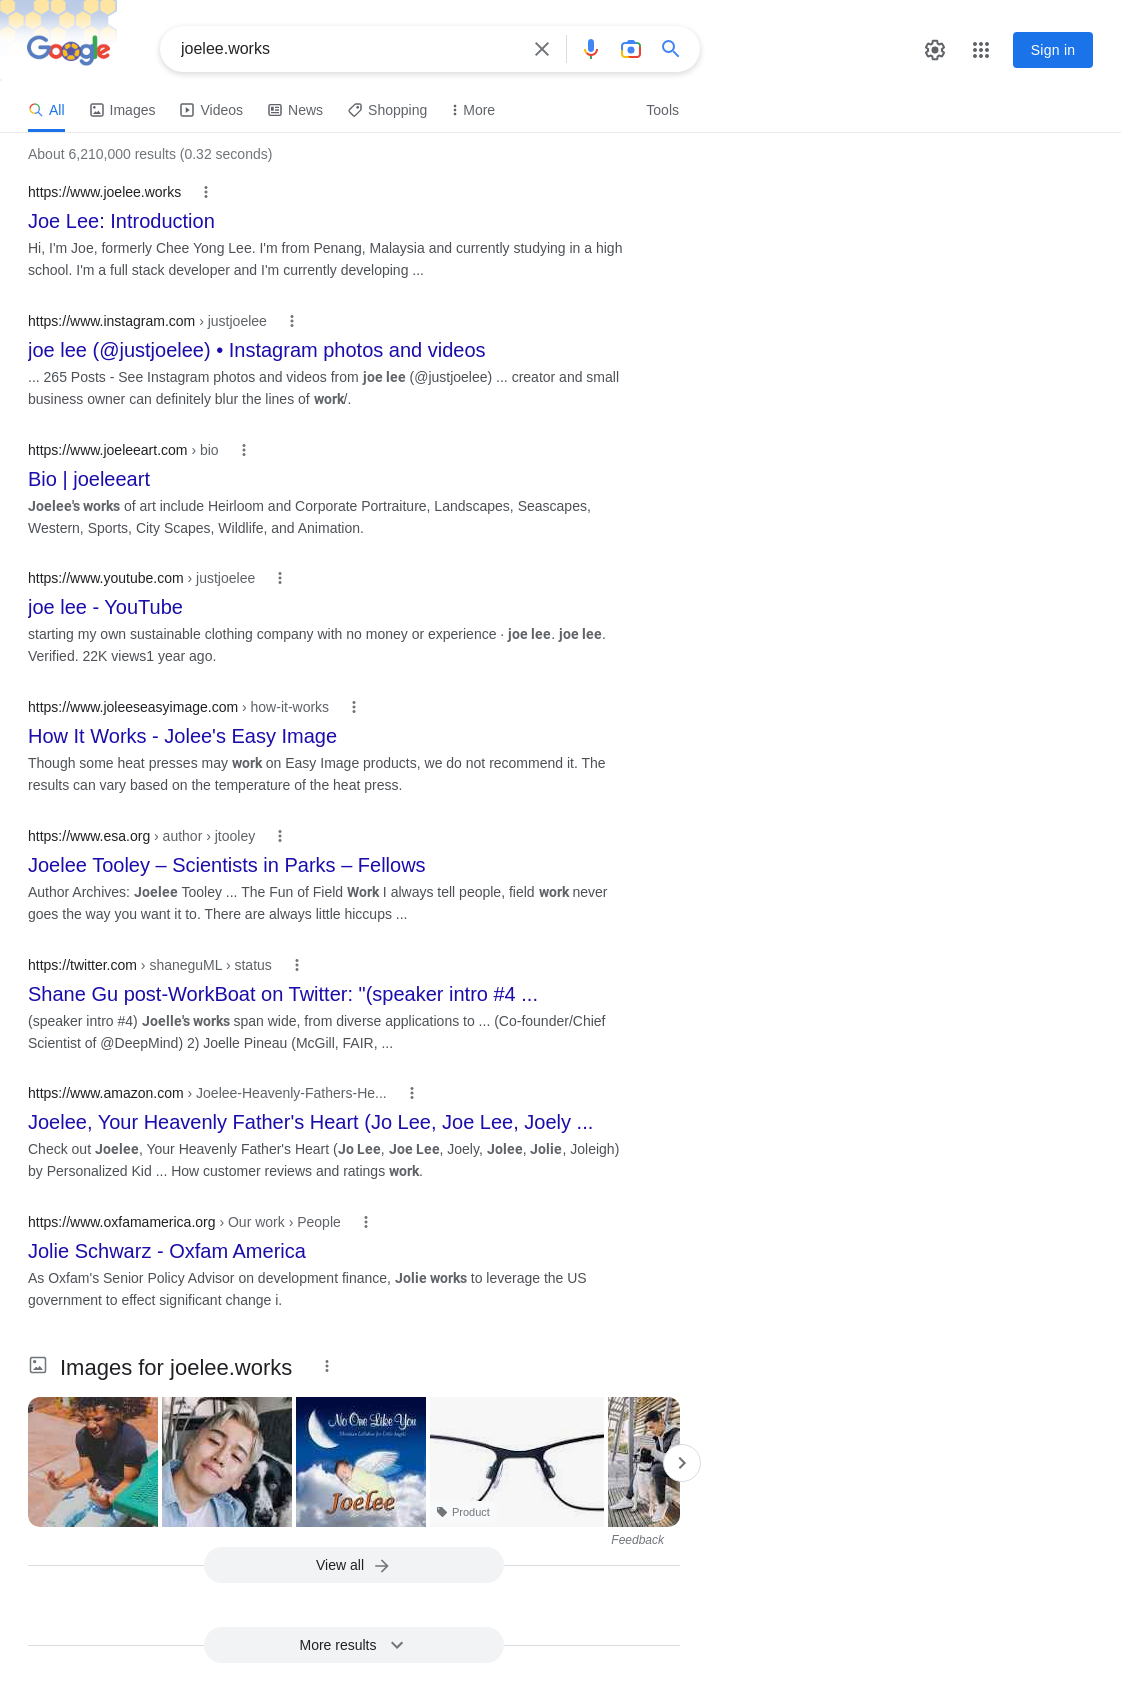 Google
joelee.works
Sign in
All
Images
Videos
News
Shopping
More
Tools
About 6,210,000 results (0.32 seconds)
https://www.joelee.works
Joe Lee: Introduction
Hi, I'm Joe, formerly Chee Yong Lee. I'm from Penang, Malaysia and currently studying in a high
school. I'm a full stack developer and I'm currently developing ...
https://www.instagram.com › justjoelee
joe lee (@justjoelee) • Instagram photos and videos
... 265 Posts - See Instagram photos and videos from joe lee (@justjoelee) ... creator and small
business owner can definitely blur the lines of work/.
https://www.joeleeart.com › bio
Bio | joeleeart
Joelee's works of art include Heirloom and Corporate Portraiture, Landscapes, Seascapes,
Western, Sports, City Scapes, Wildlife, and Animation.
https://www.youtube.com › justjoelee
joe lee - YouTube
starting my own sustainable clothing company with no money or experience · joe lee. joe lee.
Verified. 22K views1 year ago.
https://www.joleeseasyimage.com › how-it-works
How It Works - Jolee's Easy Image
Though some heat presses may work on Easy Image products, we do not recommend it. The
results can vary based on the temperature of the heat press.
https://www.esa.org › author › jtooley
Joelee Tooley – Scientists in Parks – Fellows
Author Archives: Joelee Tooley ... The Fun of Field Work I always tell people, field work never
goes the way you want it to. There are always little hiccups ...
https://twitter.com › shaneguML › status
Shane Gu post-WorkBoat on Twitter: "(speaker intro #4 ...
(speaker intro #4) Joelle's works span wide, from diverse applications to ... (Co-founder/Chief
Scientist of @DeepMind) 2) Joelle Pineau (McGill, FAIR, ...
https://www.amazon.com › Joelee-Heavenly-Fathers-He...
Joelee, Your Heavenly Father's Heart (Jo Lee, Joe Lee, Joely ...
Check out Joelee, Your Heavenly Father's Heart (Jo Lee, Joe Lee, Joely, Jolee, Jolie, Joleigh)
by Personalized Kid ... How customer reviews and ratings work.
https://www.oxfamamerica.org › Our work › People
Jolie Schwarz - Oxfam America
As Oxfam's Senior Policy Advisor on development finance, Jolie works to leverage the US
government to effect significant change i.
Images for joelee.works
No One Like You
Joelee
Product
Feedback
View all
More results